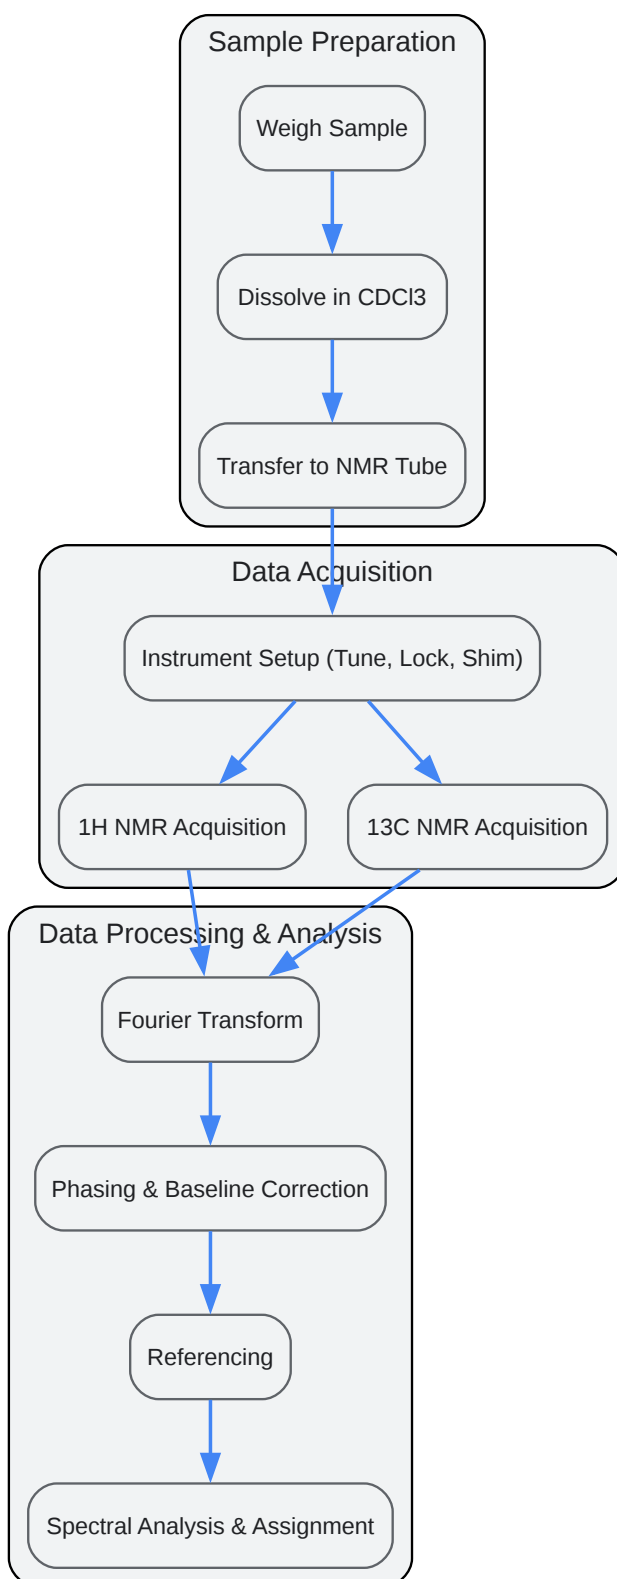 Sample Preparation
Weigh Sample
Dissolve in CDCl3
Transfer to NMR Tube
Data Acquisition
Instrument Setup (Tune, Lock, Shim)
1H NMR Acquisition
13C NMR Acquisition
Data Processing & Analysis
Fourier Transform
Phasing & Baseline Correction
Referencing
Spectral Analysis & Assignment